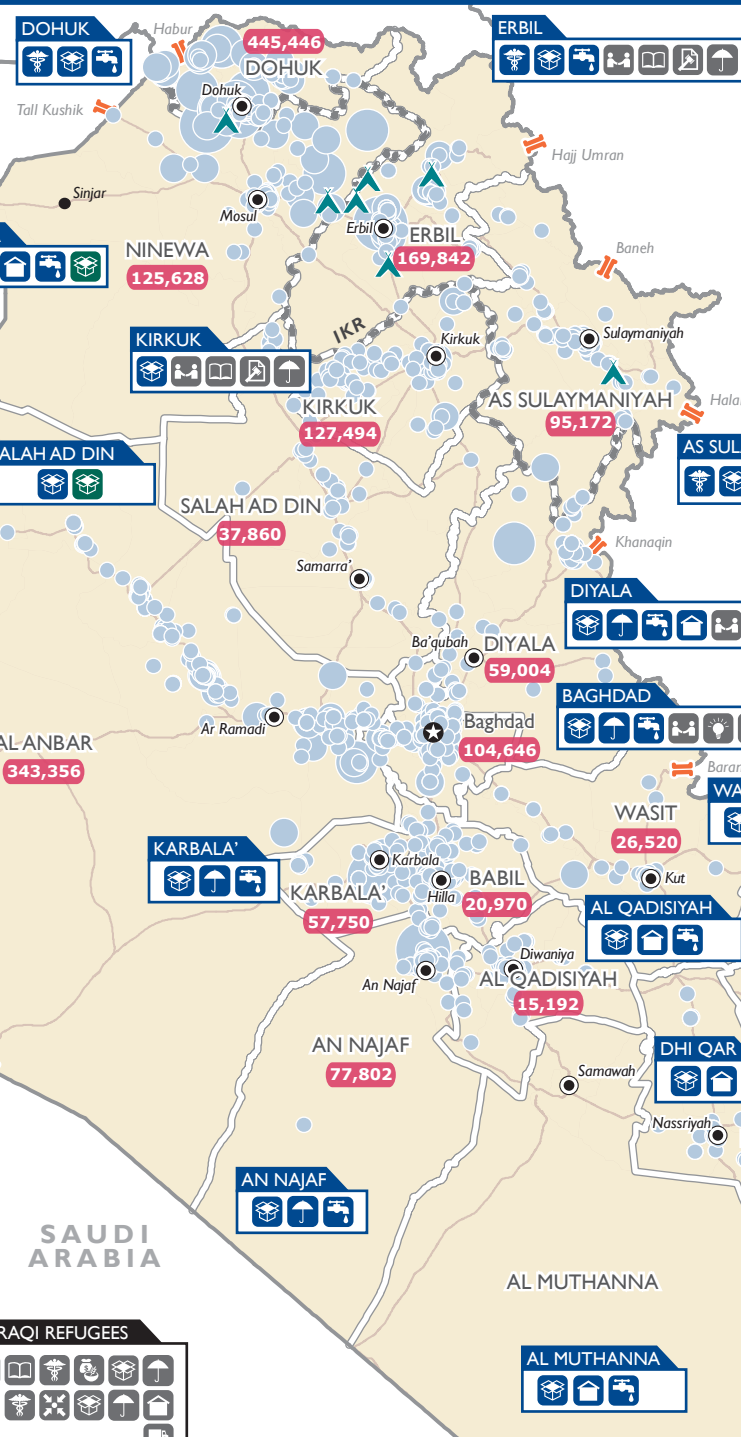 DOHUK
Habur
445,446
DOHUK
Dohuk
ERBIL
Tall Kushik
Hajj Umran
Sinjar
Mosul
Erbil
ERBIL
169,842
NINEWA
125,628
Baneh
IKR
KIRKUK
Kirkuk
Sulaymaniyah
KIRKUK
127,494
AS SULAYMANIYAH
95,172
Hala
ALAH AD DIN
AS SUL
SALAH AD DIN
37,860
Khanaqin
Samarra'
DIYALA
Ba'qubah
DIYALA
59,004
BAGHDAD
Ar Ramadi
Baghdad
104,646
AL ANBAR
343,356
Baran
WA
WASIT
26,520
KARBALA'
Karbala
Kut
KARBALA'
57,750
Hilla
BABIL
20,970
AL QADISIYAH
Diwaniya
An Najaf
AL QADISIYAH
15,192
AN NAJAF
77,802
DHI QAR
Samawah
Nassriyah
AN NAJAF
SAUDI
ARABIA
AL MUTHANNA
RAQI REFUGEES
AL MUTHANNA